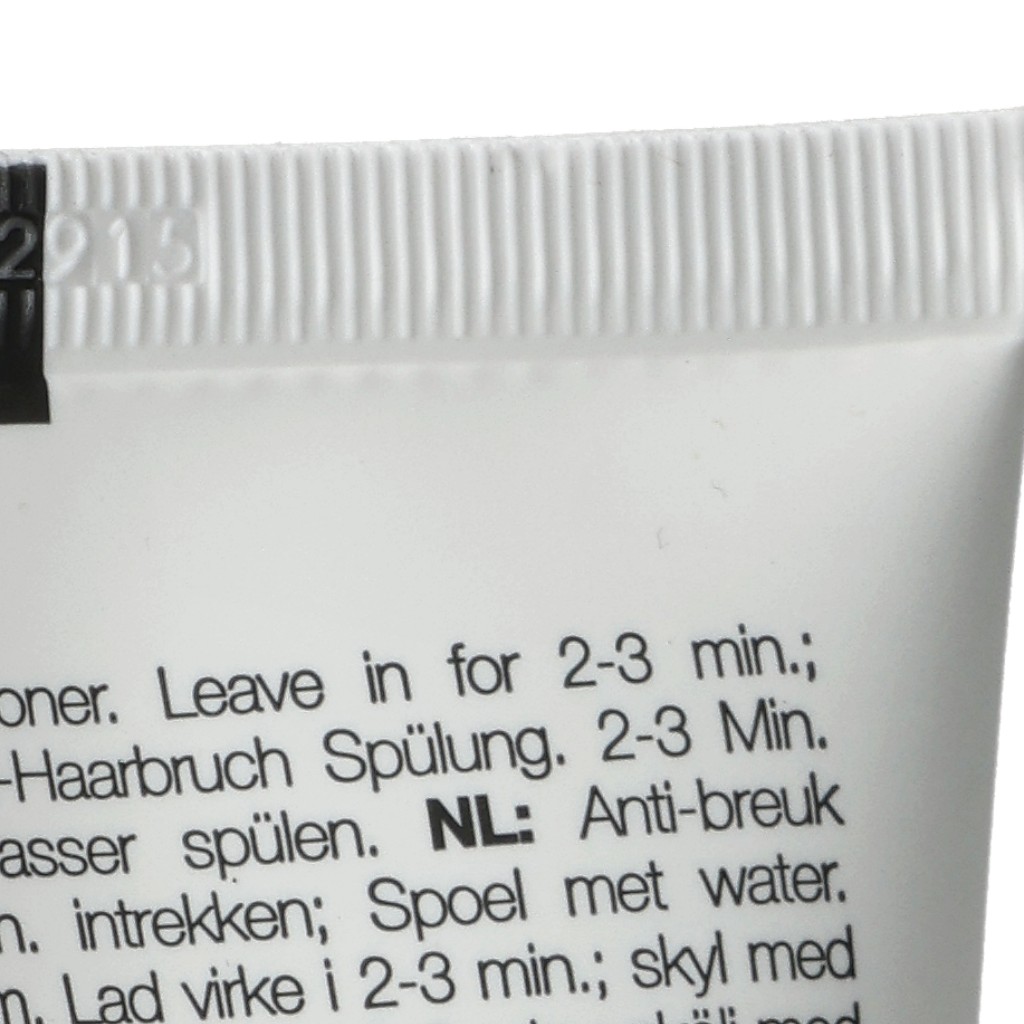 2915
oner. Leave in for 2-3 min.;
-Haarbruch Spülung. 2-3 Min.
asser spülen. NL: Anti-breuk
n. intrekken; Spoel met water.
n. Lad virke i 2-3 min.; skyl med